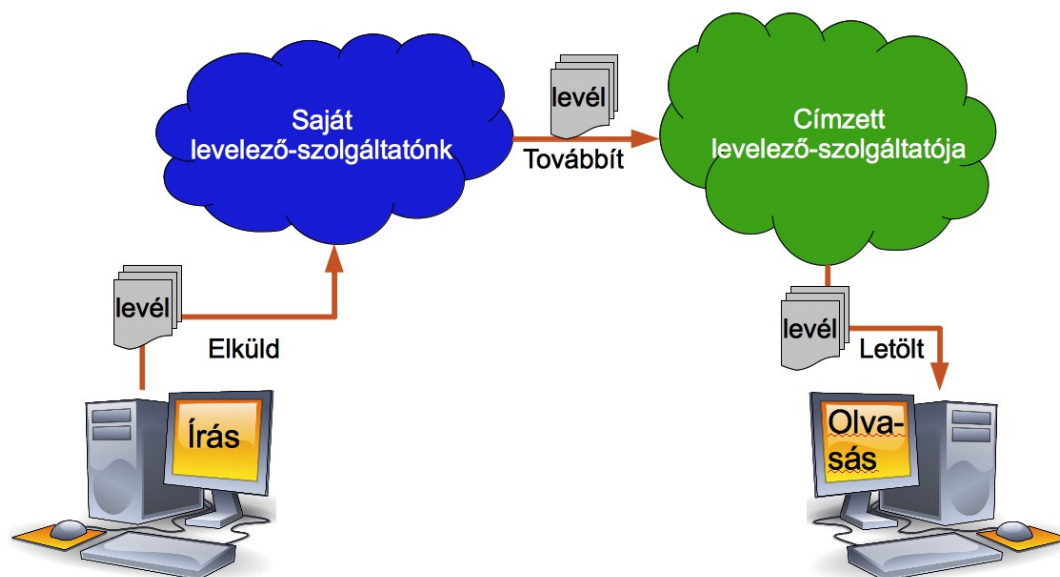 levél
Saját
levelező-szolgáltatónk
Továbbít
Címzett
levelező-szolgáltatója
levél
Elküld
levél
Letölt
Írás
Olva-
sás